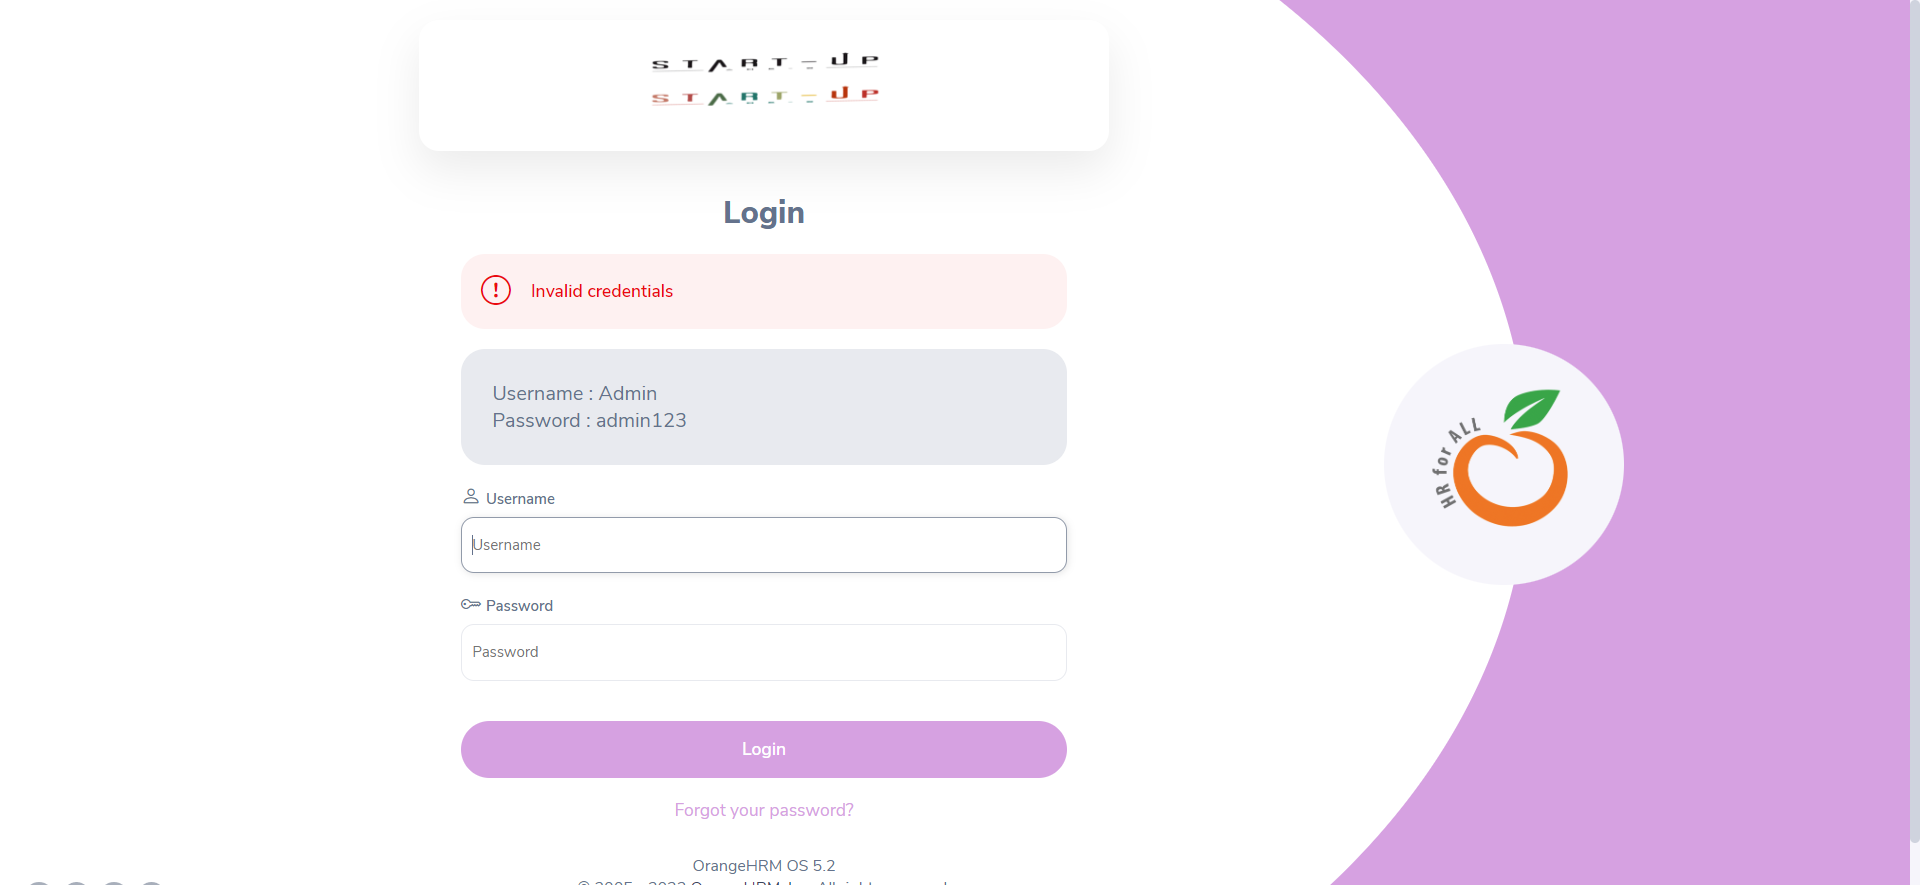 START-UP
START-UP
Login
Invalid credentials
Username : Admin
Password : admin123
Username
Username
Password
Password
Login
Forgot your password?
OrangeHRM OS 5.2
HR for ALL